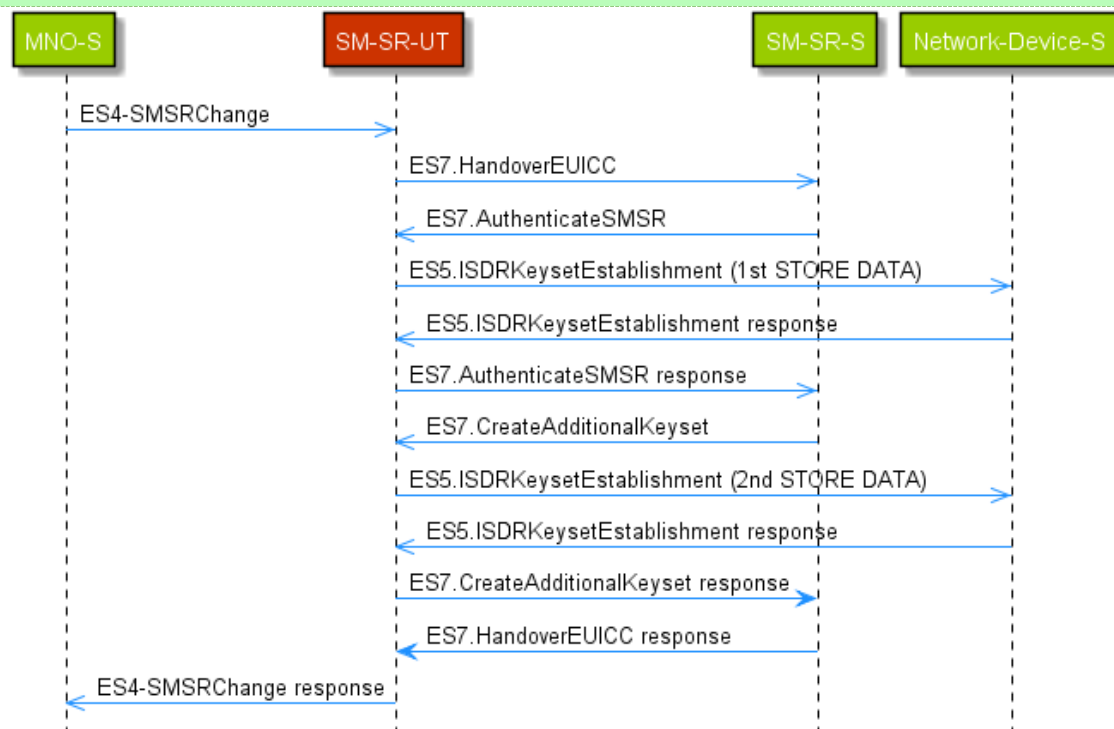 MNO-S
SM-SR-UT
SM-SR-S
Network-Device-S
ES4-SMSRChange
ES7.HandoverEUICC
ES7.AuthenticateSMSR
ES5.ISDRKeysetEstablishment (1st STORE DATA)
ES5.ISDRKeysetEstablishment response
ES7.AuthenticateSMSR response
ES7.CreateAdditionalKeyset
ES5.ISDRKeysetEstablishment (2nd STORE DATA)
ES5.ISDRKeysetEstablishment response
ES7.CreateAdditionalKeyset response
ES7.HandoverEUICC response
ES4-SMSRChange response